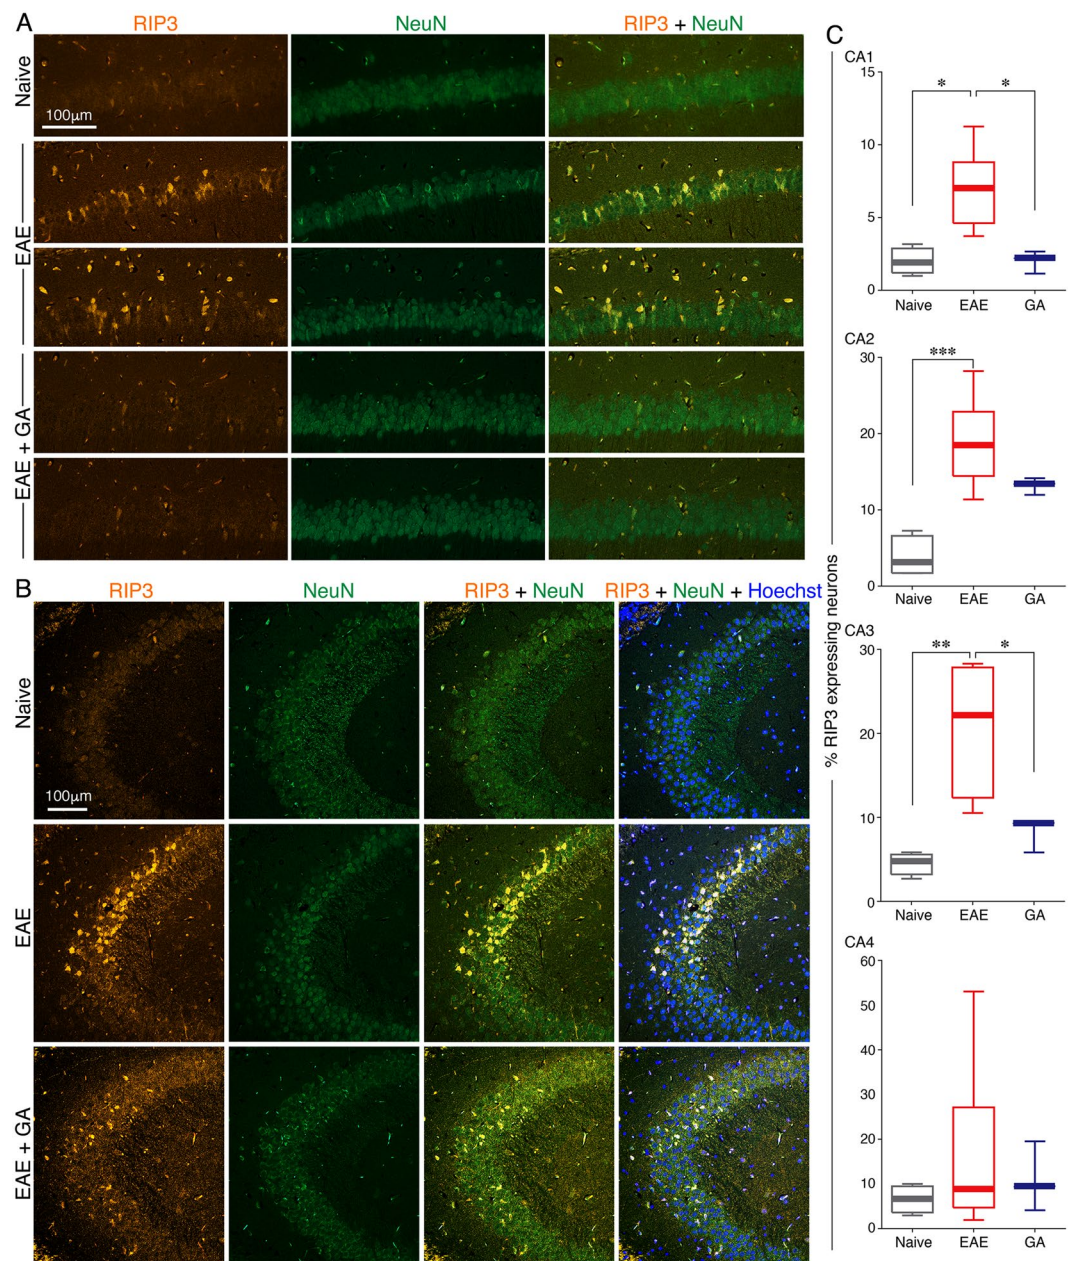 A
RIP3 NeuN RIP3 + NeuN
Naive
100μm
EAE
EAE + GA
B
RIP3 NeuN RIP3 + NeuN RIP3 + NeuN + Hoechst
Naive
100μm
EAE
EAE + GA
C
% RIP3 expressing neurons
CA1
15
10
5
0
* *
Naive EAE GA
CA2
30
20
10
0
***
Naive EAE GA
CA3
30
20
10
0
** *
Naive EAE GA
CA4
60
50
40
30
20
10
0
Naive EAE GA